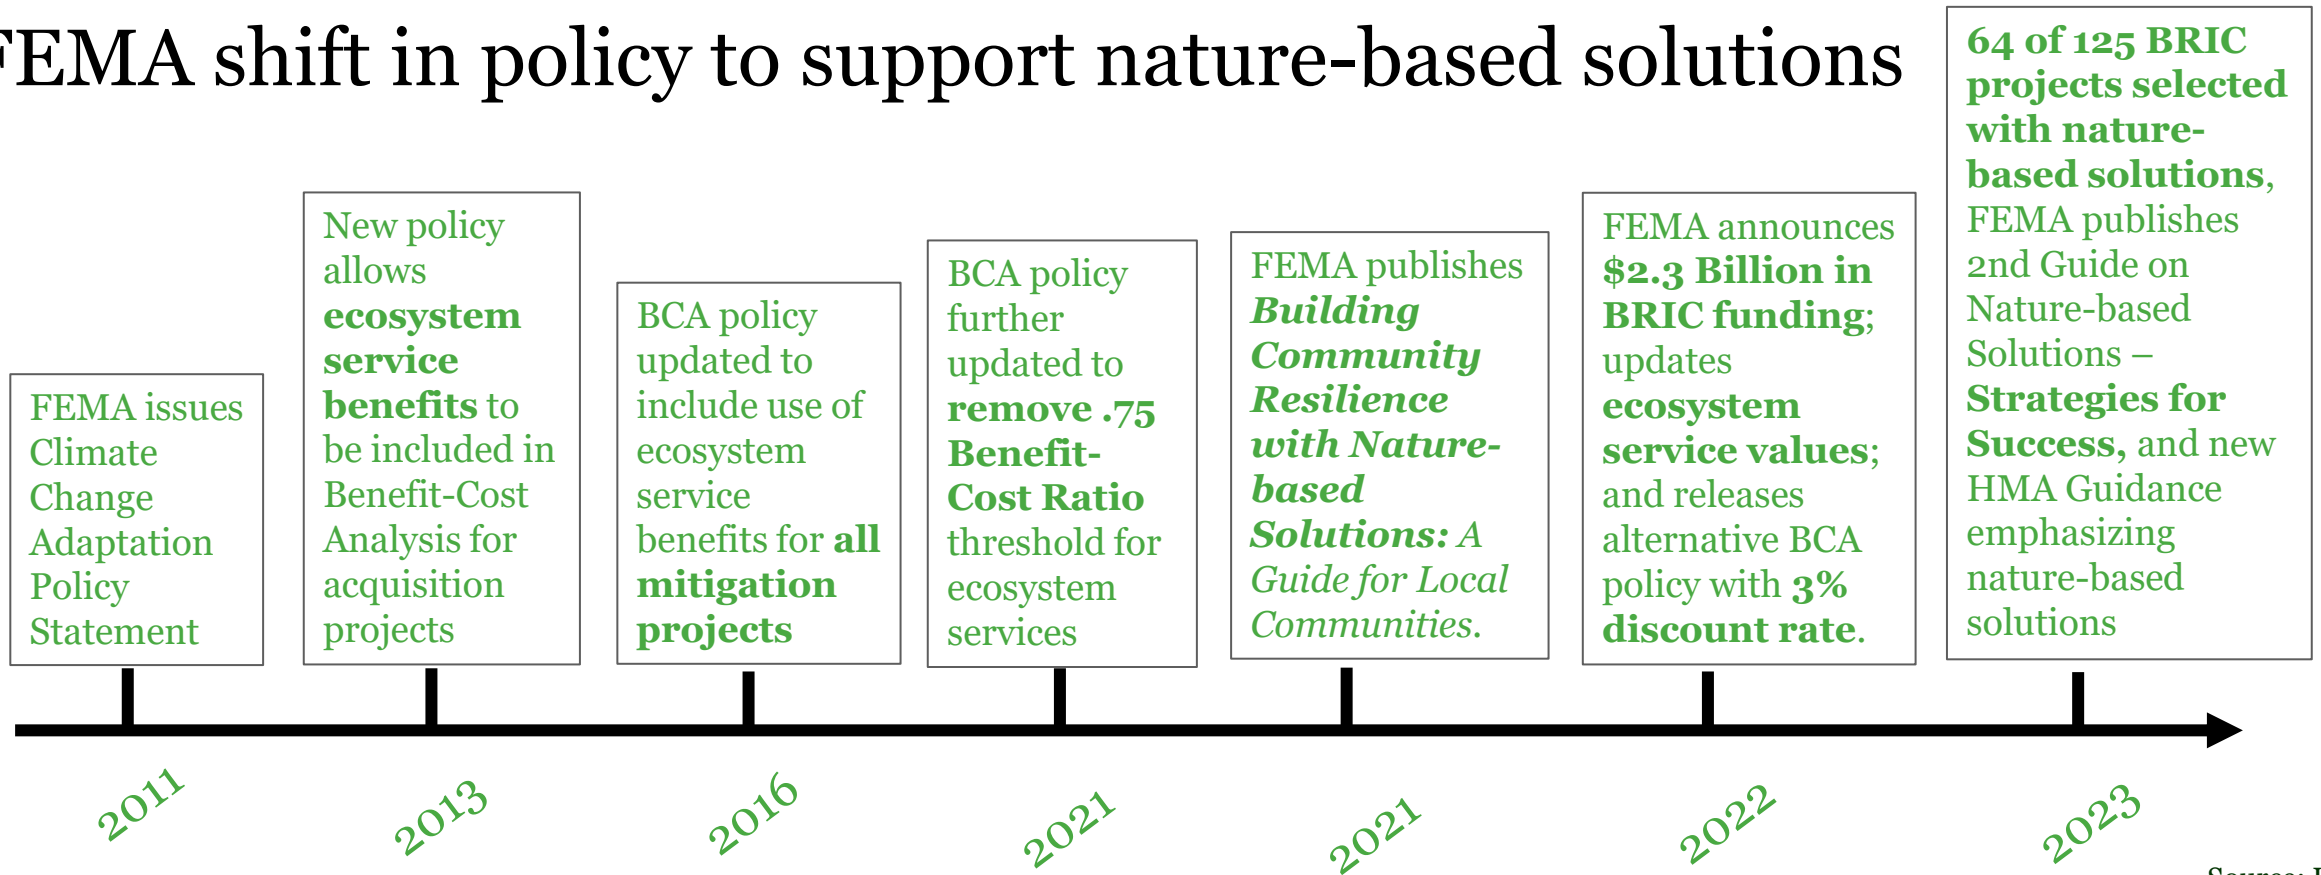 FEMA shift in policy to support nature-based solutions
FEMA issues
Climate
Change
Adaptation
Policy
Statement
New policy
allows
ecosystem
service
benefits to
be included in
Benefit-Cost
Analysis for
acquisition
projects
BCA policy
updated to
include use of
ecosystem
service
benefits for all
mitigation
projects
BCA policy
further
updated to
remove .75
Benefit-
Cost Ratio
threshold for
ecosystem
services
FEMA publishes
Building
Community
Resilience
with Nature-
based
Solutions: A
Guide for Local
Communities.
FEMA announces
$2.3 Billion in
BRIC funding;
updates
ecosystem
service values;
and releases
alternative BCA
policy with 3%
discount rate.
64 of 125 BRIC
projects selected
with nature-
based solutions,
FEMA publishes
2nd Guide on
Nature-based
Solutions –
Strategies for
Success, and new
HMA Guidance
emphasizing
nature-based
solutions
2011
2013
2016
2021
2021
2022
2023
Source: